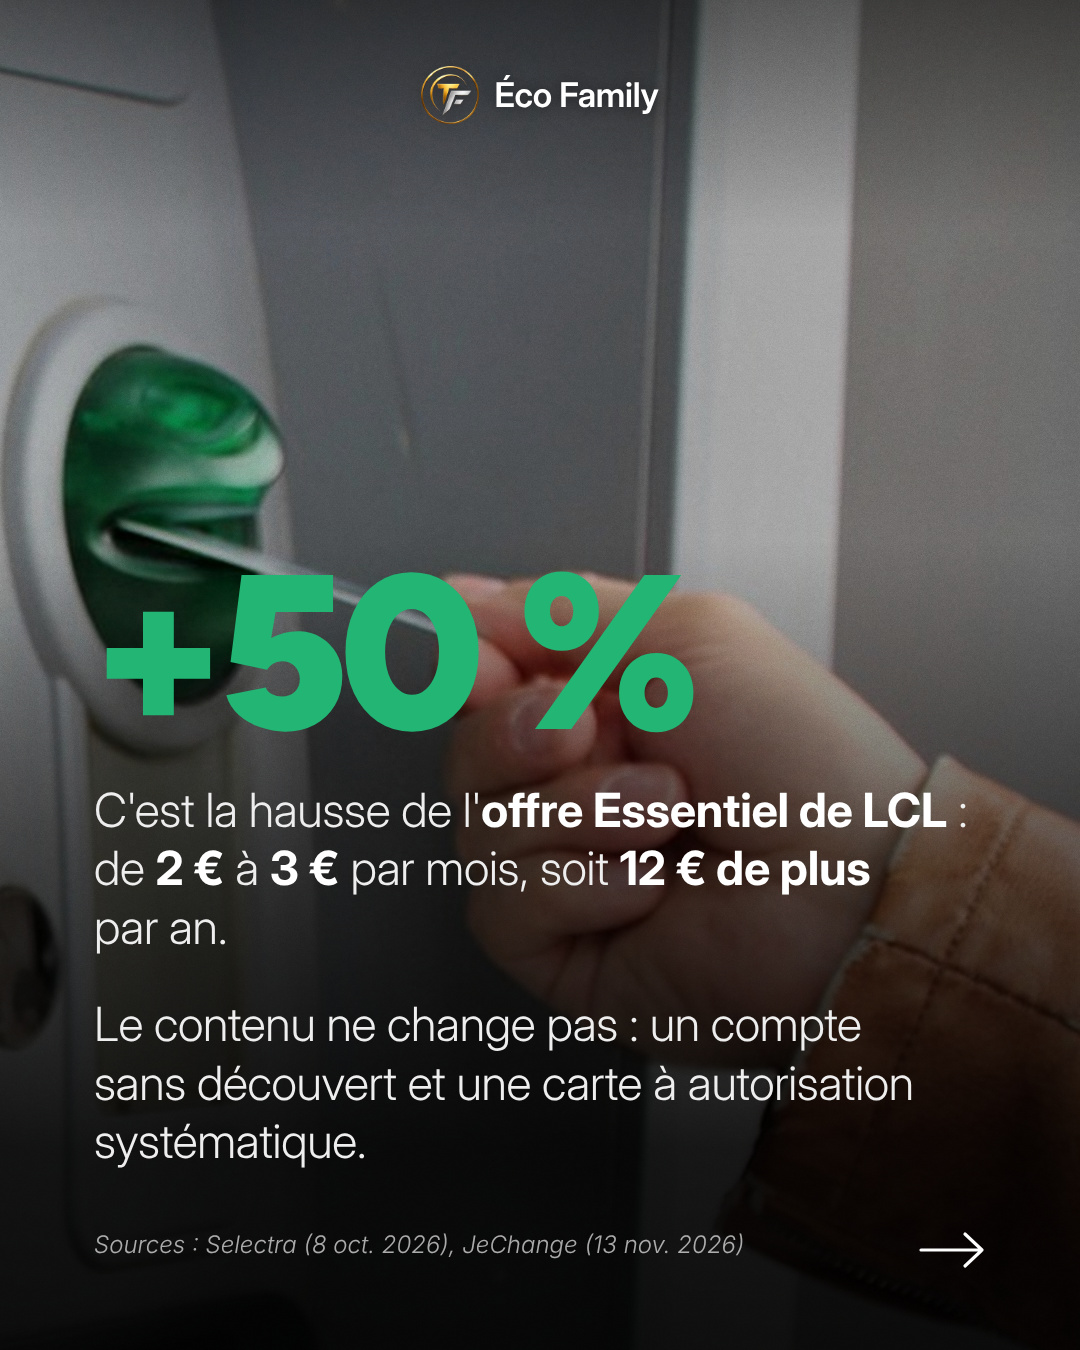 TF Éco Family
+50 %
C'est la hausse de l'offre Essentiel de LCL :
de 2 € à 3 € par mois, soit 12 € de plus
par an.
Le contenu ne change pas : un compte
sans découvert et une carte à autorisation
systématique.
Sources : Selectra (8 oct. 2026), JeChange (13 nov. 2026)